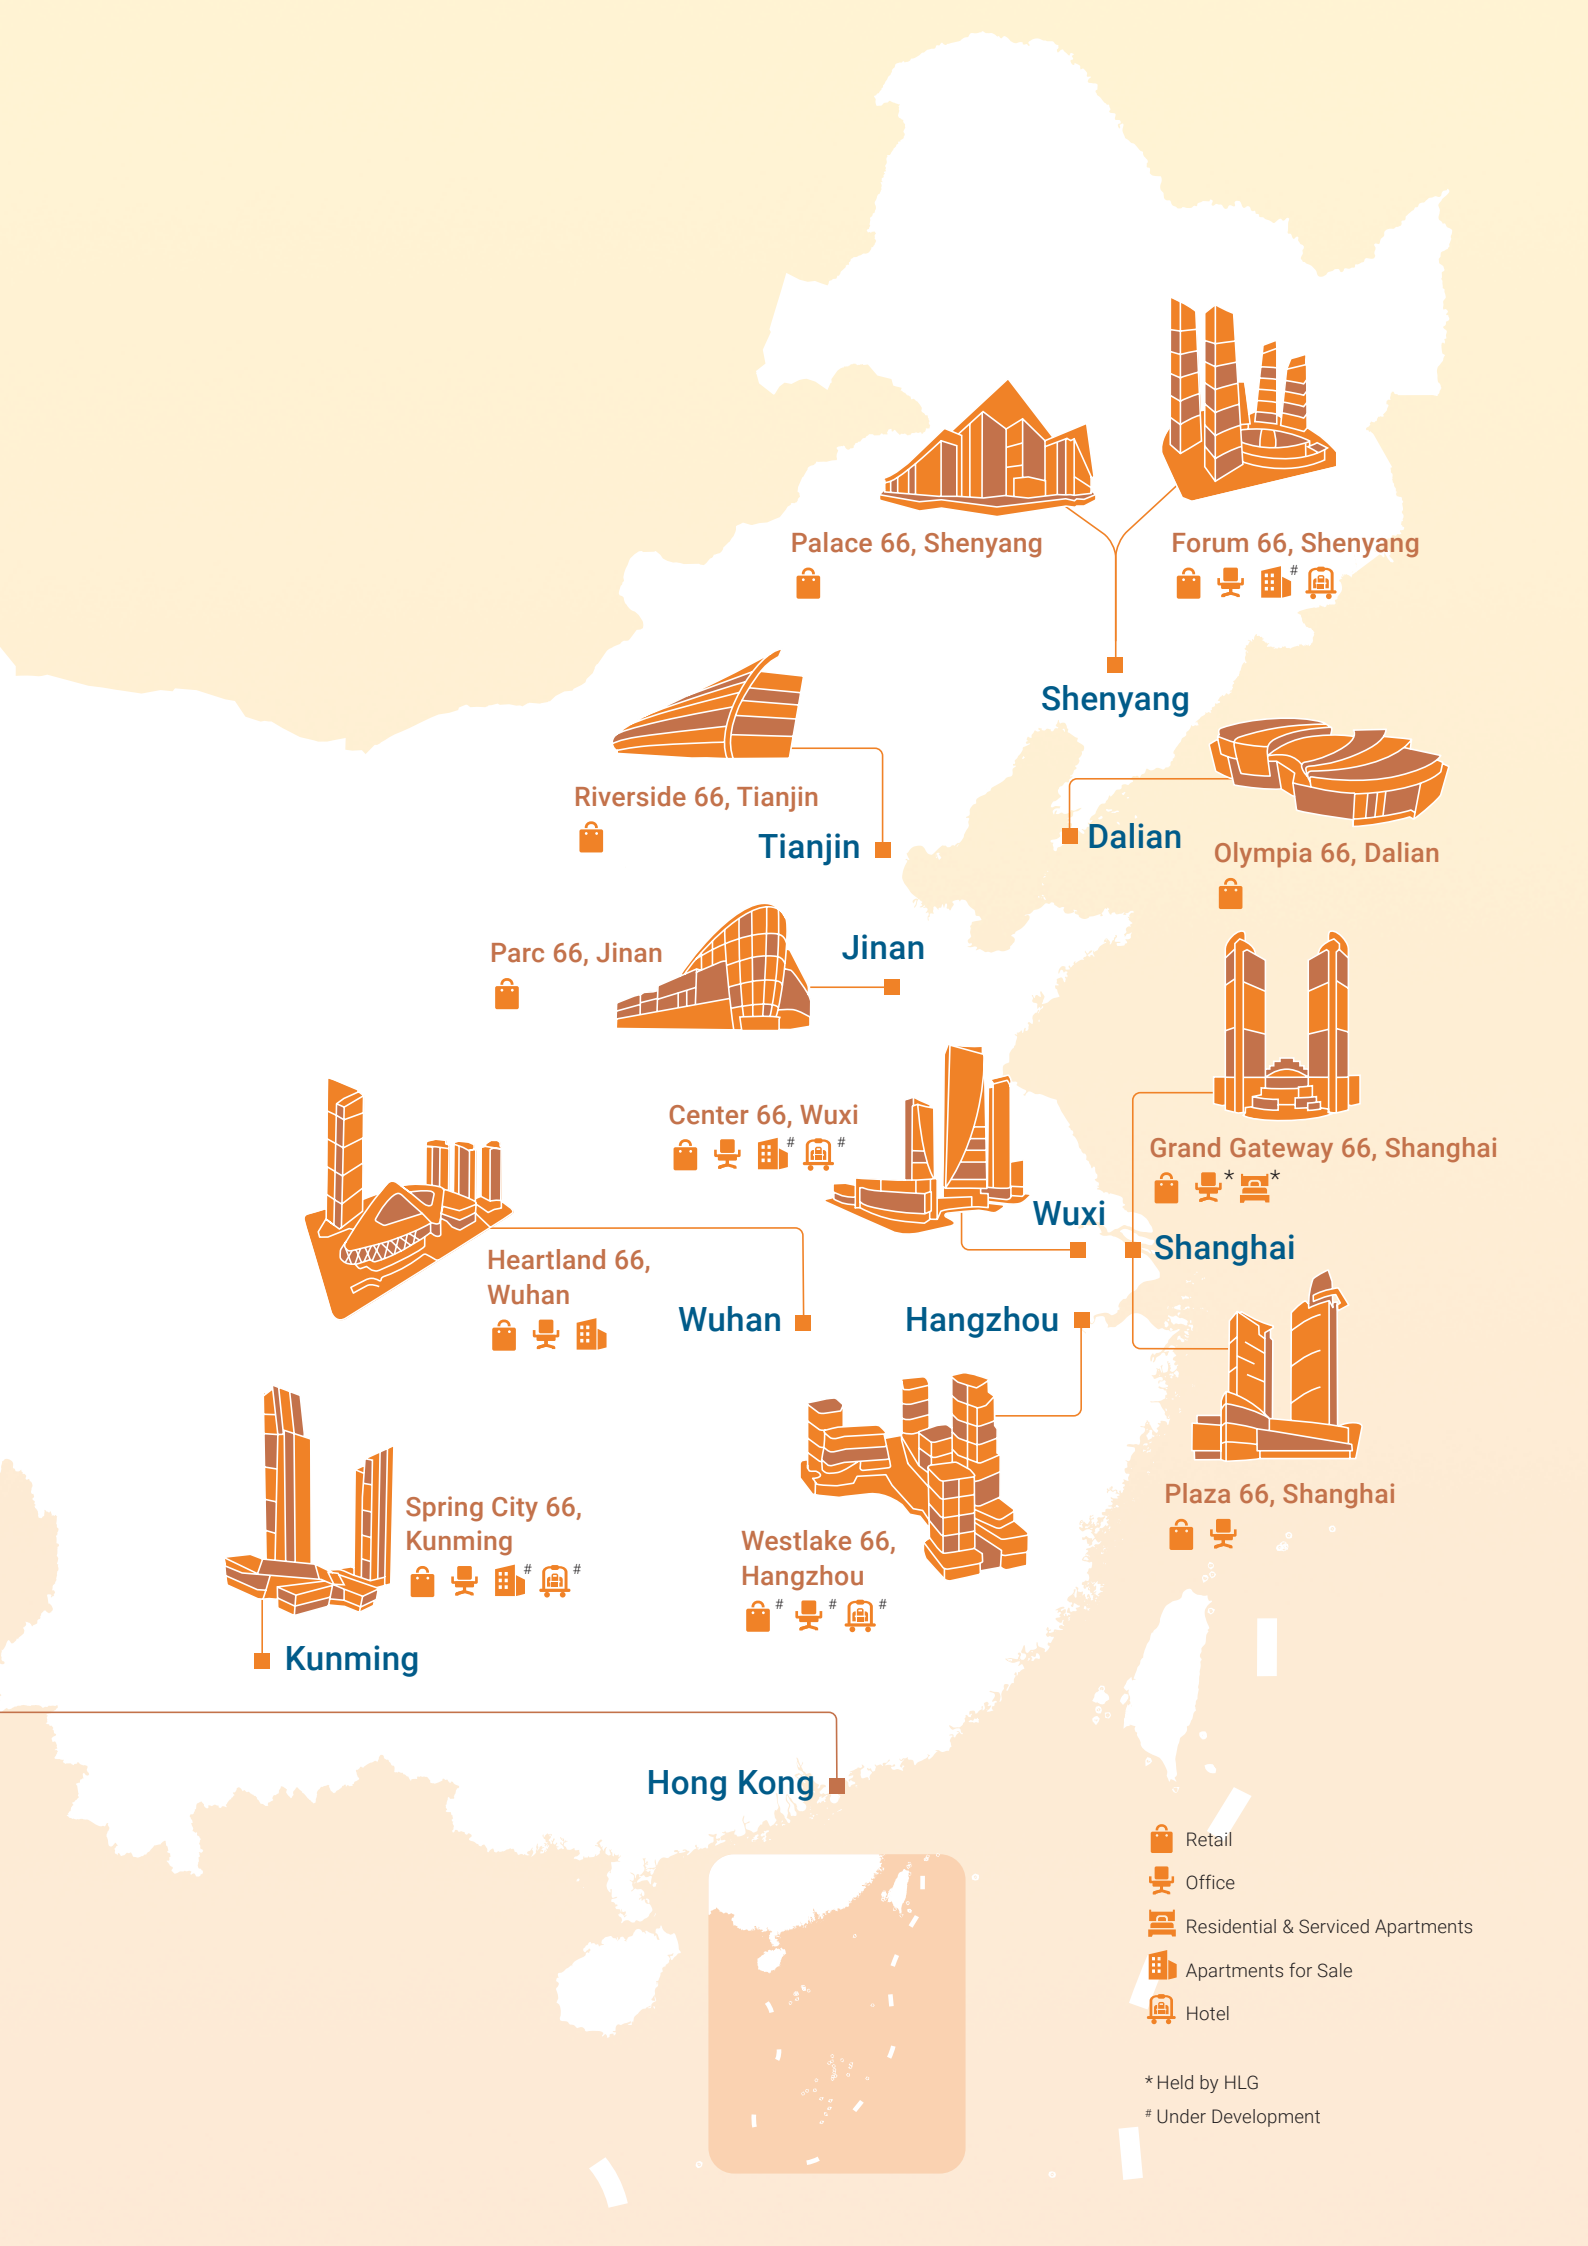 Palace 66, Shenyang
Forum 66, Shenyang
#
Shenyang
Riverside 66, Tianjin
Tianjin
Dalian
Olympia 66, Dalian
Parc 66, Jinan
Jinan
Center 66, Wuxi
# #
Grand Gateway 66, Shanghai
* *
Wuxi
Shanghai
Heartland 66,
Wuhan
Wuhan
Hangzhou
Plaza 66, Shanghai
Spring City 66,
Kunming
# #
Westlake 66,
Hangzhou
# # #
Kunming
Hong Kong
Retail
Office
Residential & Serviced Apartments
Apartments for Sale
Hotel
* Held by HLG
# Under Development